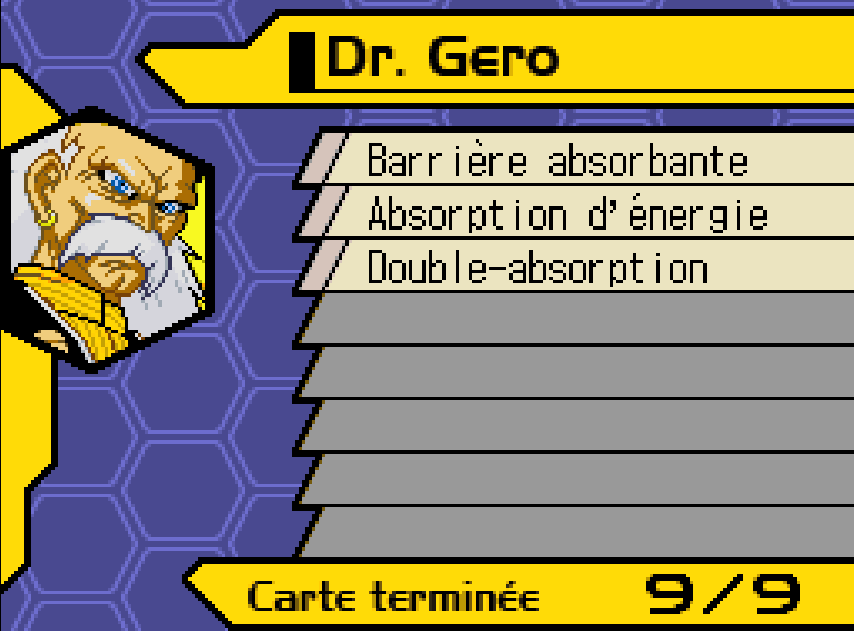 Dr. Gero
Barrière absorbante
Absorption d'énergie
Double-absorption
Carte terminée 9/9